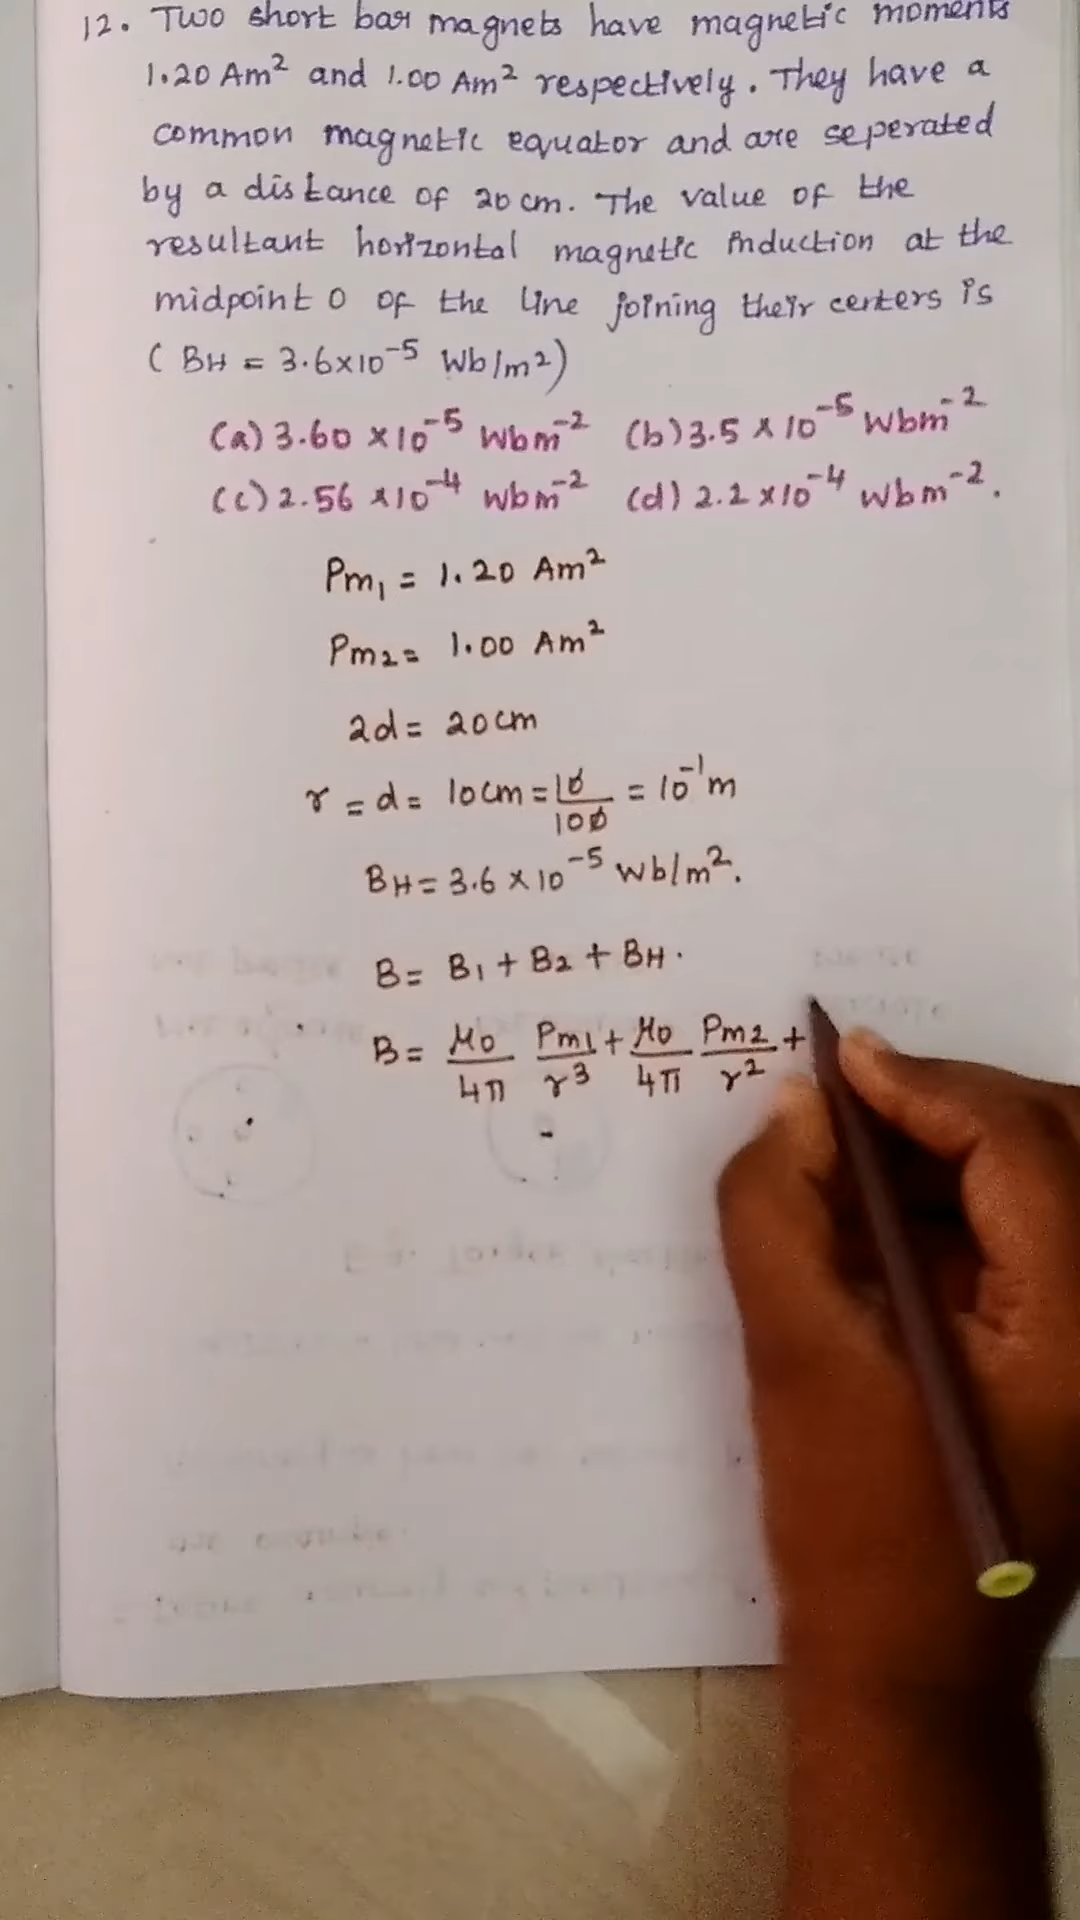 12. Two short bar magnets have magnetic moments
1.20 Am² and 1.00 Am² respectively. They have a
common magnetic equator and are seperated
by a distance of 20 cm. The value of the
resultant horizontal magnetic induction at the
midpoint O of the line joining their centers is
( BH = 3.6×10⁻⁵ Wb/m²)
(a) 3.60 ×10⁻⁵ Wbm⁻² (b) 3.5 × 10⁻⁵ Wbm⁻²
(c) 2.56 ×10⁻⁴ Wbm⁻² (d) 2.2 ×10⁻⁴ Wbm⁻².
Pm₁ = 1.20 Am²
Pm₂ = 1.00 Am²
2d = 20 cm
r = d = 10 cm = 10/100 = 10⁻¹ m
BH = 3.6 × 10⁻⁵ Wb/m².
B = B₁ + B₂ + BH.
B = μ₀/4π Pm₁/r³ + μ₀/4π Pm₂/r² +